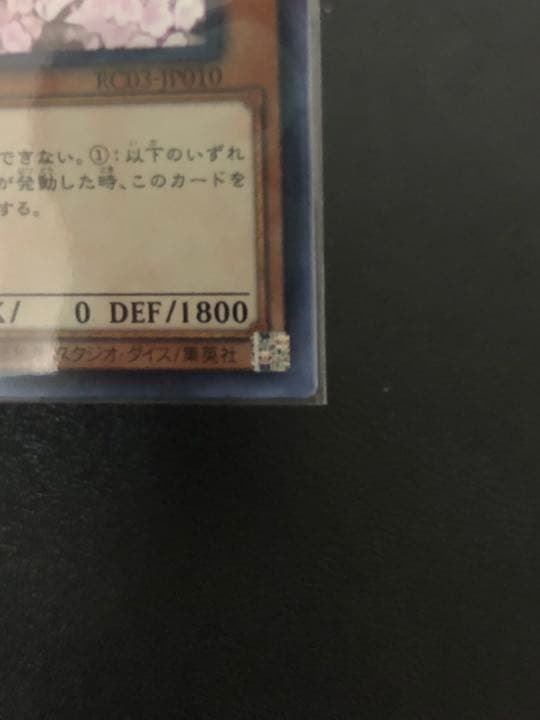 RC03-JP010
できない。①：以下のいずれ
が発動した時、このカードを
する。
/ 0 DEF/1800
スタジオ・ダイス/集英社